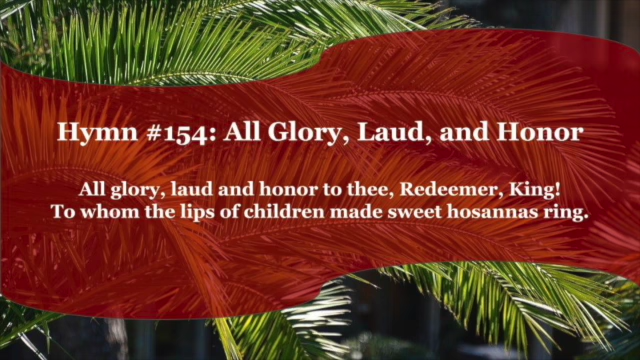 Hymn #154: All Glory, Laud, and Honor
All glory, laud and honor to thee, Redeemer, King!
To whom the lips of children made sweet hosannas ring.